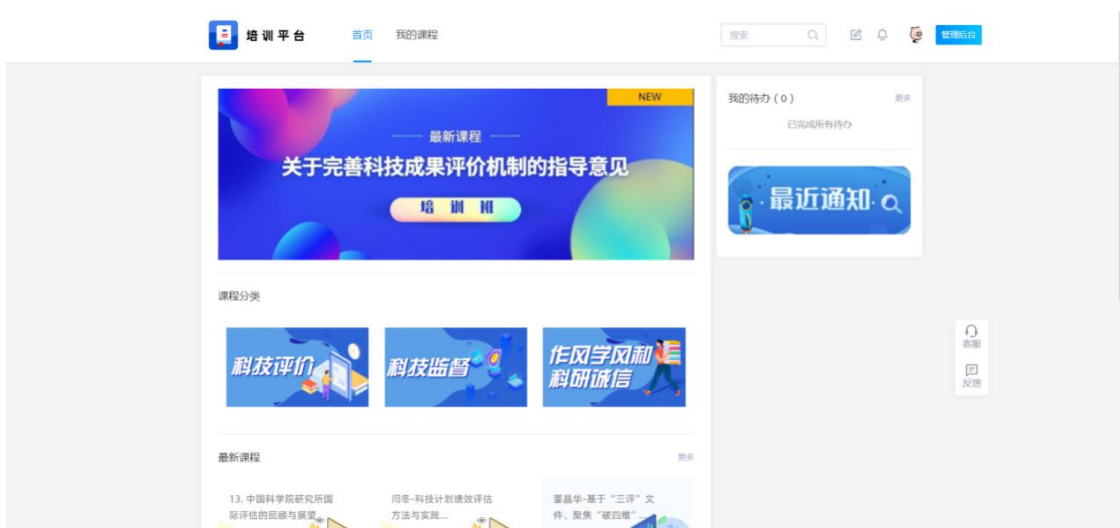 培训平台
首页
我的课程
搜索
管理后台
NEW
最新课程
关于完善科技成果评价机制的指导意见
培训班
我的待办（0）
更多
已完成所有待办
最近通知
课程分类
科技评价
科技监督
作风学风和
科研诚信
客服
反馈
最新课程
更多
13. 中国科学院研究所国
际评估的回顾与展望...
闫冬-科技计划绩效评估
方法与实践...
董晶华-基于“三评”文
件、聚焦“破四维”...